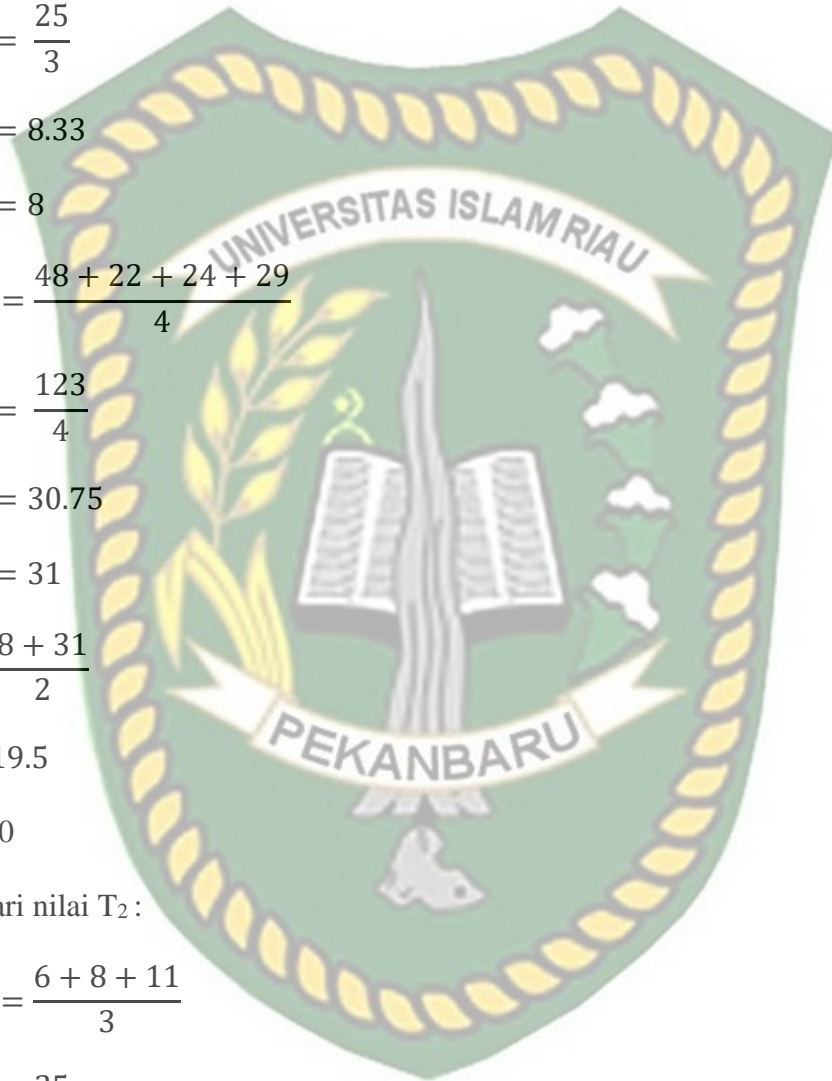 = 25/3
= 8.33
= 8
UNIVERSITAS ISLAM RIAU
= 48 + 22 + 24 + 29/4
= 123/4
= 30.75
= 31
8 + 31/2
19.5
0
PEKANBARU
ari nilai T₂ :
= 6 + 8 + 11/3